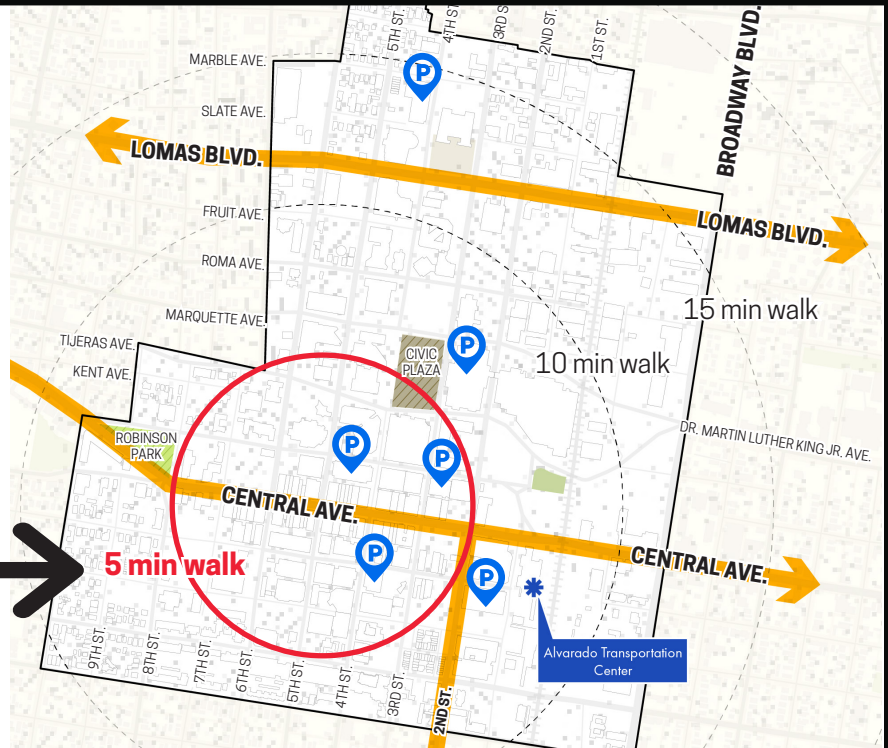 5TH ST.
4TH ST.
3RD ST.
2ND ST.
1ST ST.
BROADWAY BLVD.
MARBLE AVE.
P
SLATE AVE.
LOMAS BLVD.
FRUIT AVE.
LOMAS BLVD.
ROMA AVE.
15 min walk
MARQUETTE AVE.
TIJERAS AVE.
CIVIC
PLAZA
P
10 min walk
KENT AVE.
ROBINSON
PARK
P
P
DR. MARTIN LUTHER KING JR. AVE.
CENTRAL AVE.
5 min walk
P
P
CENTRAL AVE.
Alvarado Transportation
Center
9TH ST.
8TH ST.
7TH ST.
6TH ST.
5TH ST.
4TH ST.
3RD ST.
2ND ST.